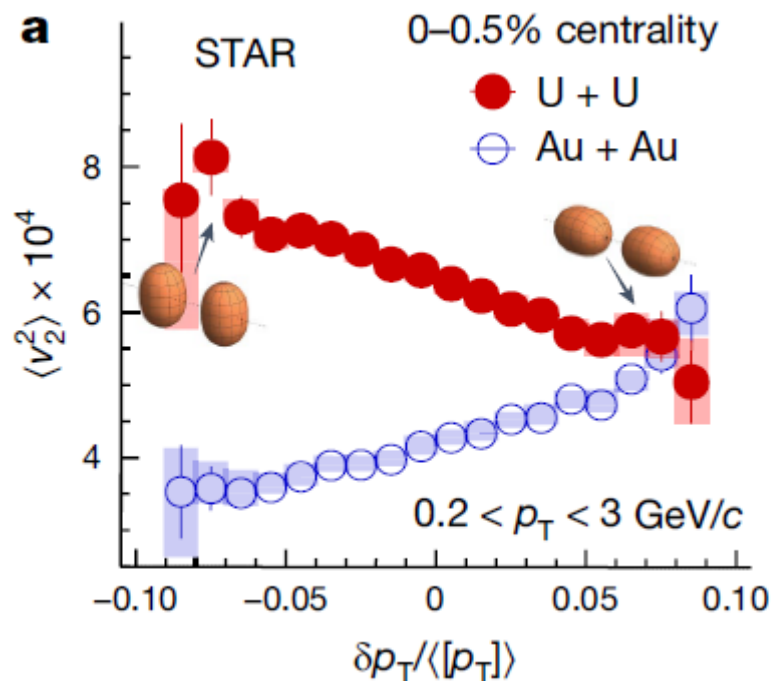 a
STAR
0–0.5% centrality
U + U
Au + Au
8
6
4
⟨v₂²⟩ × 10⁴
0.2 < pT < 3 GeV/c
−0.10 −0.05 0 0.05 0.10
δpT/⟨[pT]⟩